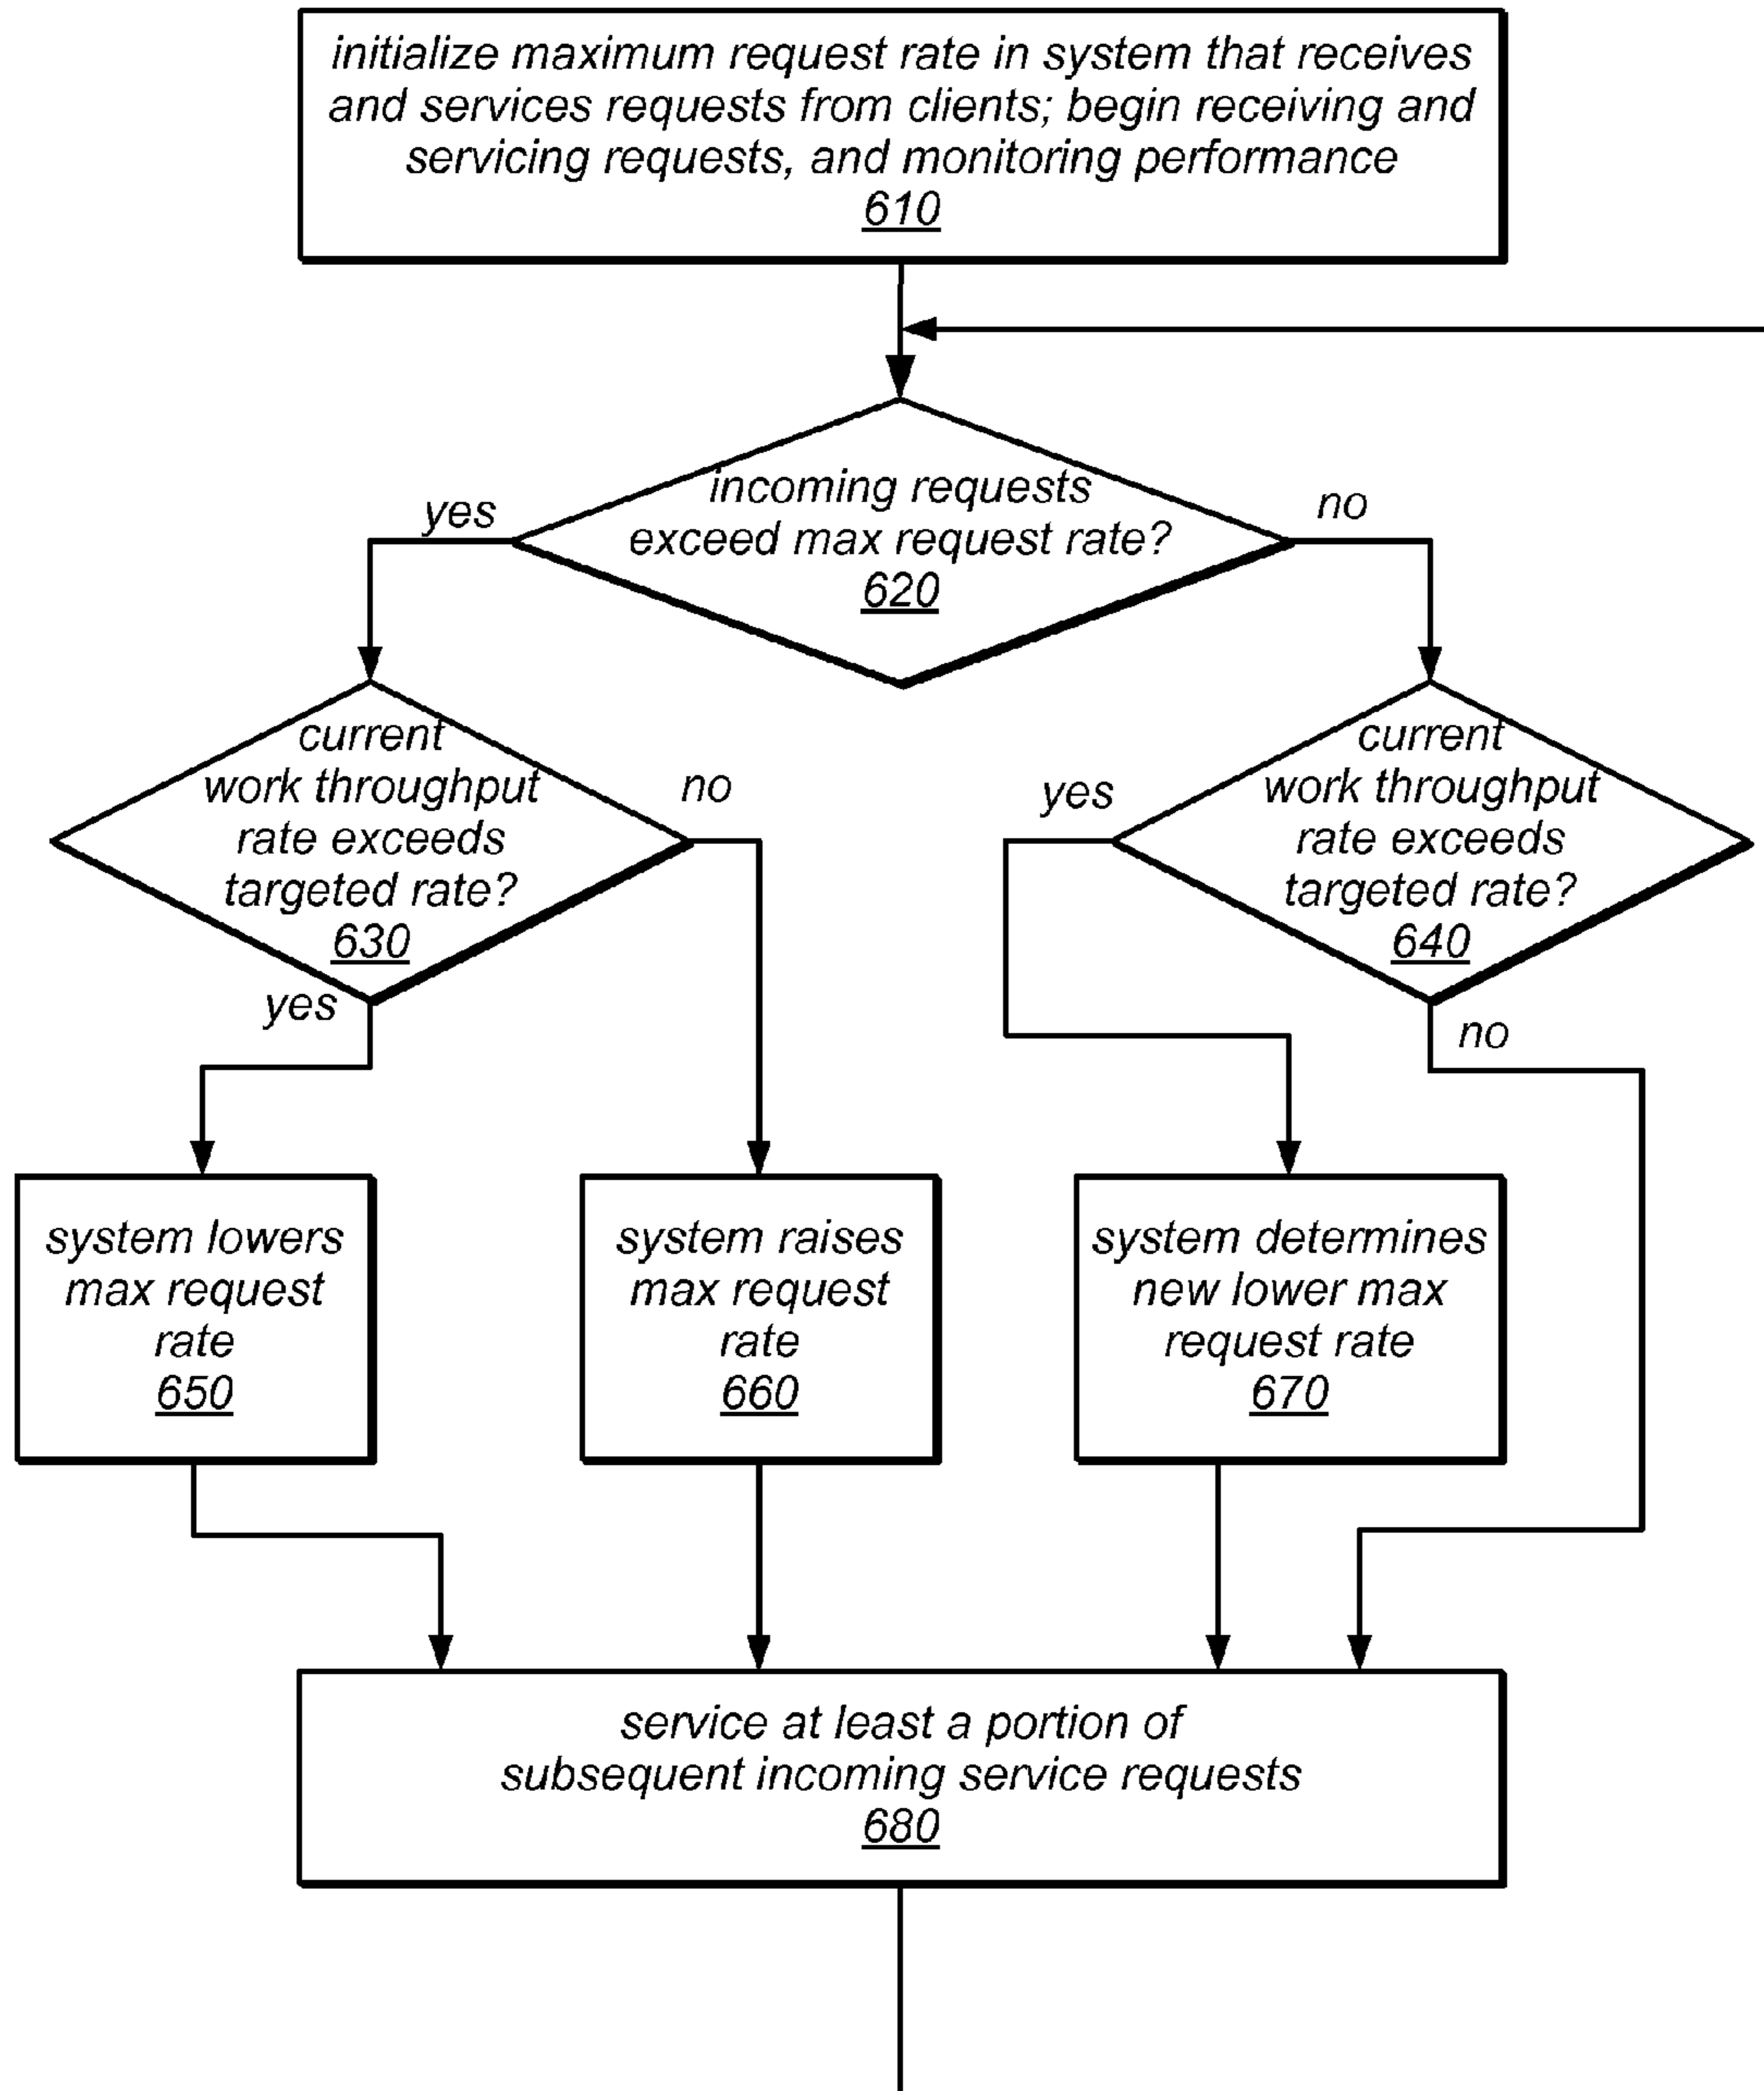 initialize maximum request rate in system that receives
and services requests from clients; begin receiving and
servicing requests, and monitoring performance
610
incoming requests
exceed max request rate?
620
yes
no
current
work throughput
rate exceeds
targeted rate?
630
yes
no
current
work throughput
rate exceeds
targeted rate?
640
yes
no
system lowers
max request
rate
650
system raises
max request
rate
660
system determines
new lower max
request rate
670
service at least a portion of
subsequent incoming service requests
680